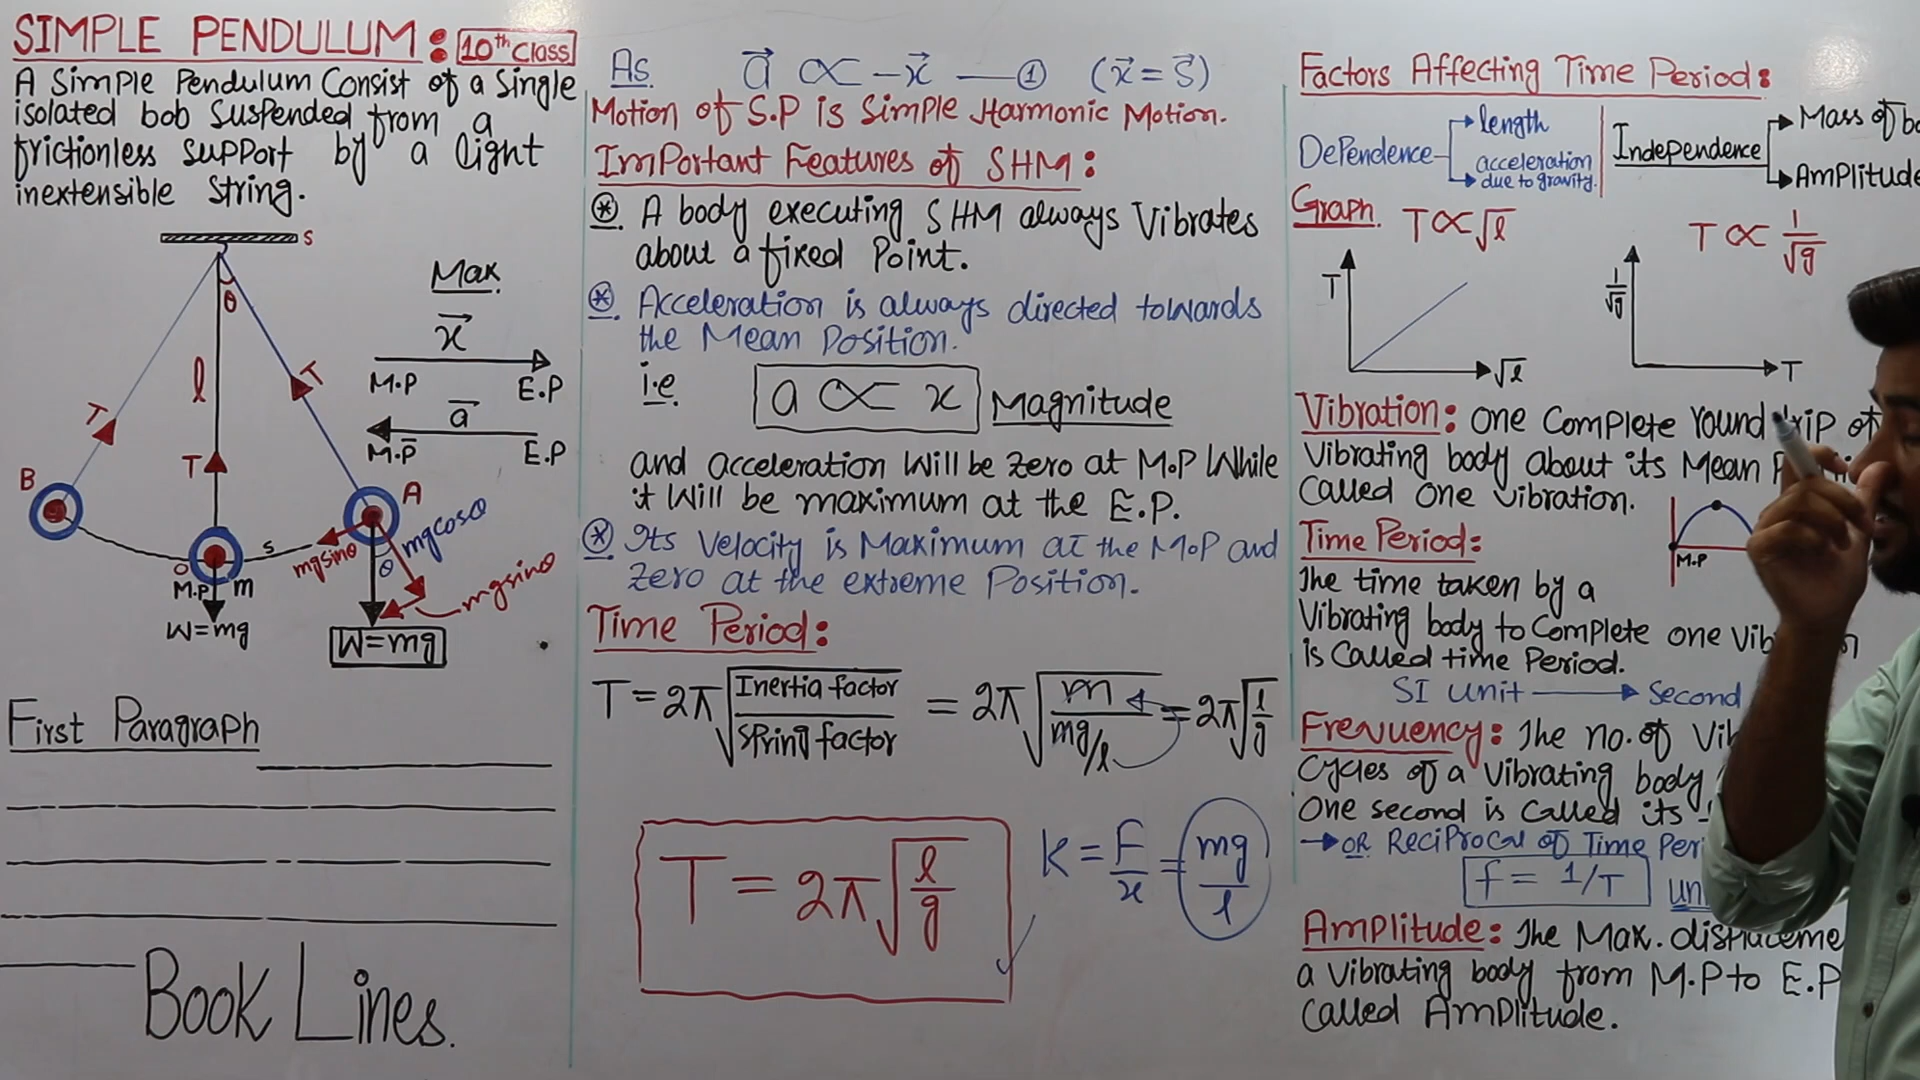 SIMPLE PENDULUM: 10th Class
A Simple Pendulum Consist of a Single
isolated bob Suspended from a
frictionless support by a light
inextensible String.
S
θ
Max.
x⃗
M.P E.P
a⃗
M.P E.P
l
T
T
T
B
A
O
M.P
m
s
mgsinθ
θ
mgcosθ
mgsinθ
W=mg
W=mg
First Paragraph
Book Lines.
As a⃗ ∝ -x⃗ — ① (x⃗ = S⃗)
Motion of S.P is Simple Harmonic Motion.
Important Features of SHM:
* A body executing SHM always Vibrates
about a fixed Point.
* Acceleration is always directed towards
the Mean Position.
i.e a ∝ x Magnitude
and acceleration Will be zero at M.P While
it Will be maximum at the E.P.
* Its Velocity is Maximum at the M.P and
Zero at the extreme Position.
Time Period:
T = 2π√(Inertia factor / Spring factor) = 2π√(m / mg/l) = 2π√(l/g)
T = 2π√(l/g)
K = F/x = mg/l
Factors Affecting Time Period:
Dependence length
acceleration
due to gravity.
Independence Mass of
Amplitude
Graph T ∝ √l
T ∝ 1/√g
T
√l
1/√g
T
Vibration: One Complete round trip of
Vibrating body about its Mean
Called One Vibration.
Time Period:
M.P
The time taken by a
Vibrating body to Complete one
is Called time Period.
SI Unit → Second
Frequency: The no. of
Cycles of a Vibrating body
One second is Called its
→ OR Reciprocal of Time
f = 1/T
Amplitude: The Max.
a Vibrating body from M.P to E.P
Called Amplitude.